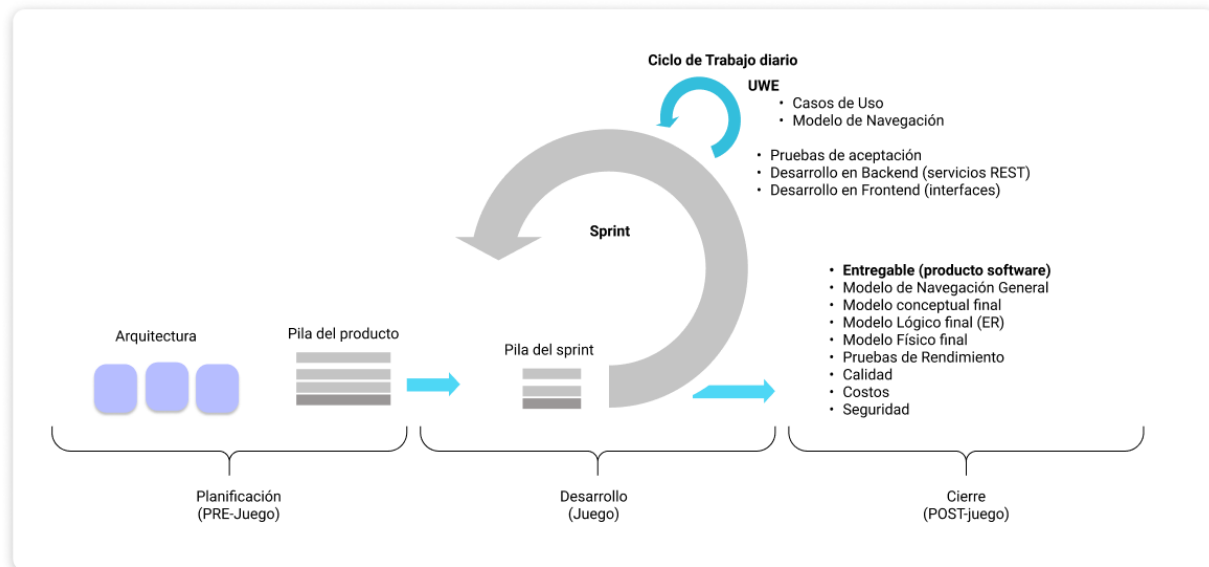 Ciclo de Trabajo diario
UWE
• Casos de Uso
• Modelo de Navegación
• Pruebas de aceptación
• Desarrollo en Backend (servicios REST)
• Desarrollo en Frontend (interfaces)
Sprint
• Entregable (producto software)
• Modelo de Navegación General
• Modelo conceptual final
• Modelo Lógico final (ER)
• Modelo Físico final
• Pruebas de Rendimiento
• Calidad
• Costos
• Seguridad
Arquitectura
Pila del producto
Pila del sprint
Planificación
(PRE-Juego)
Desarrollo
(Juego)
Cierre
(POST-juego)